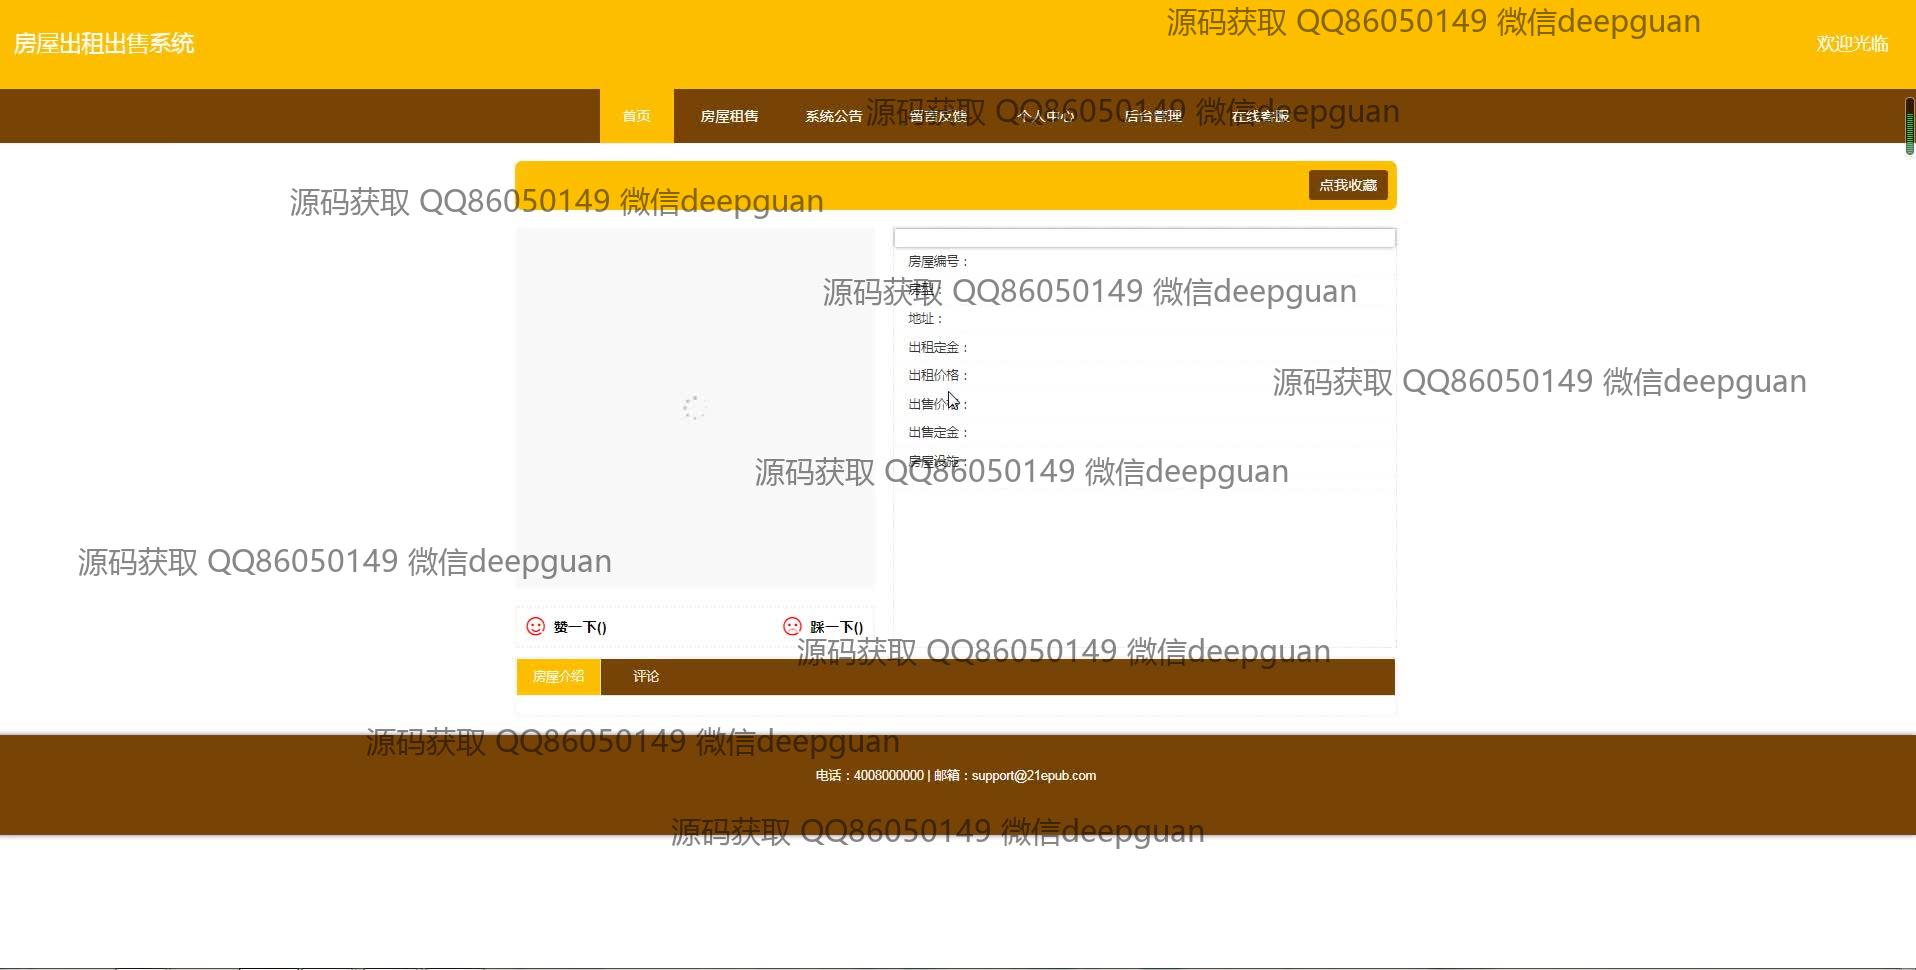 源码获取 QQ86050149 微信deepguan
房屋出租出售系统
欢迎光临
首页 房屋租售 系统公告 留言反馈 个人中心 后台管理 在线客服
源码获取 QQ86050149 微信deepguan
点我收藏
源码获取 QQ86050149 微信deepguan
房屋编号：
房型：
源码获取 QQ86050149 微信deepguan
地址：
出租定金：
出租价格：
源码获取 QQ86050149 微信deepguan
出售价格：
出售定金：
房屋设施：
源码获取 QQ86050149 微信deepguan
源码获取 QQ86050149 微信deepguan
赞一下() 踩一下()
源码获取 QQ86050149 微信deepguan
房屋介绍 评论
源码获取 QQ86050149 微信deepguan
电话：4008000000 | 邮箱：support@21epub.com
源码获取 QQ86050149 微信deepguan